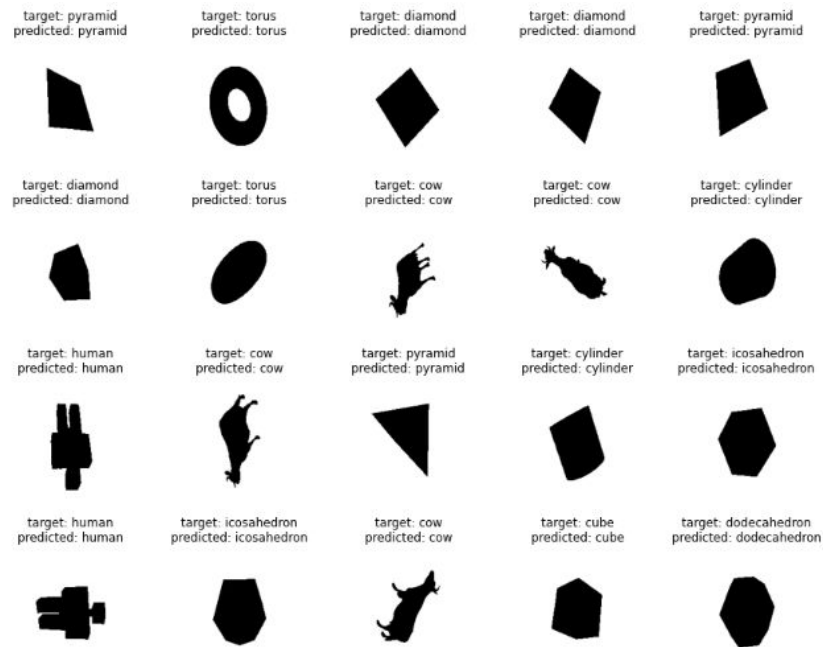 target: pyramid
predicted: pyramid
target: torus
predicted: torus
target: diamond
predicted: diamond
target: diamond
predicted: diamond
target: pyramid
predicted: pyramid
target: diamond
predicted: diamond
target: torus
predicted: torus
target: cow
predicted: cow
target: cow
predicted: cow
target: cylinder
predicted: cylinder
target: human
predicted: human
target: cow
predicted: cow
target: pyramid
predicted: pyramid
target: cylinder
predicted: cylinder
target: icosahedron
predicted: icosahedron
target: human
predicted: human
target: icosahedron
predicted: icosahedron
target: cow
predicted: cow
target: cube
predicted: cube
target: dodecahedron
predicted: dodecahedron